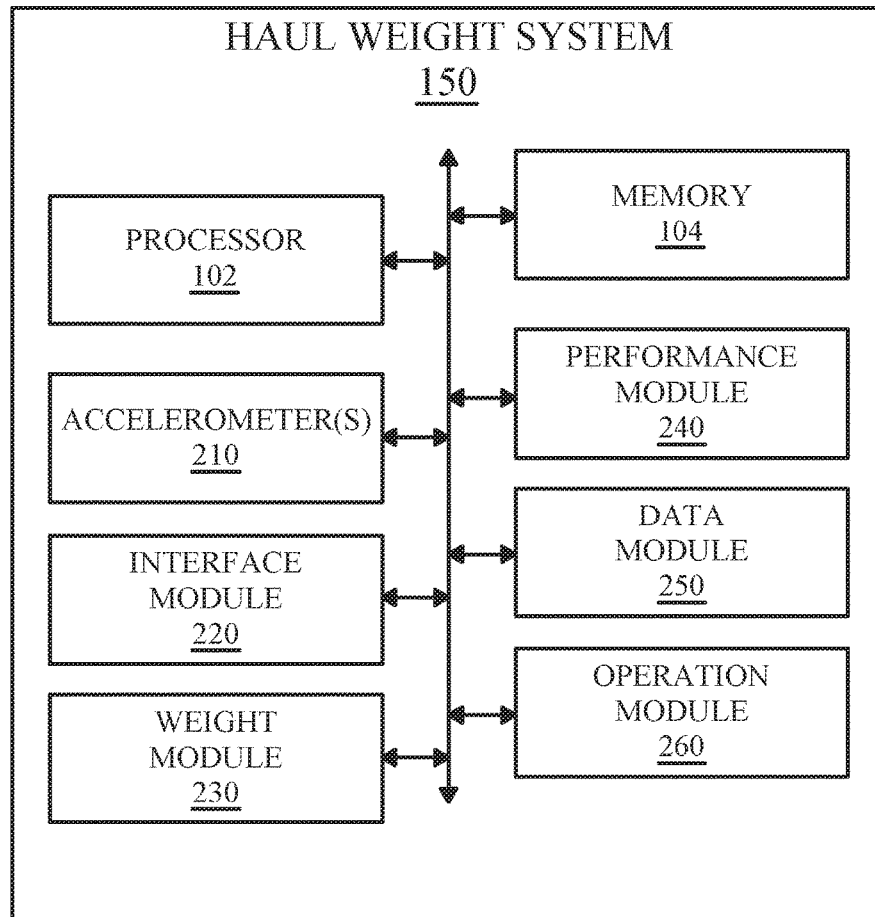 HAUL WEIGHT SYSTEM
150
PROCESSOR
102
ACCELEROMETER(S)
210
INTERFACE
MODULE
220
WEIGHT
MODULE
230
MEMORY
104
PERFORMANCE
MODULE
240
DATA
MODULE
250
OPERATION
MODULE
260